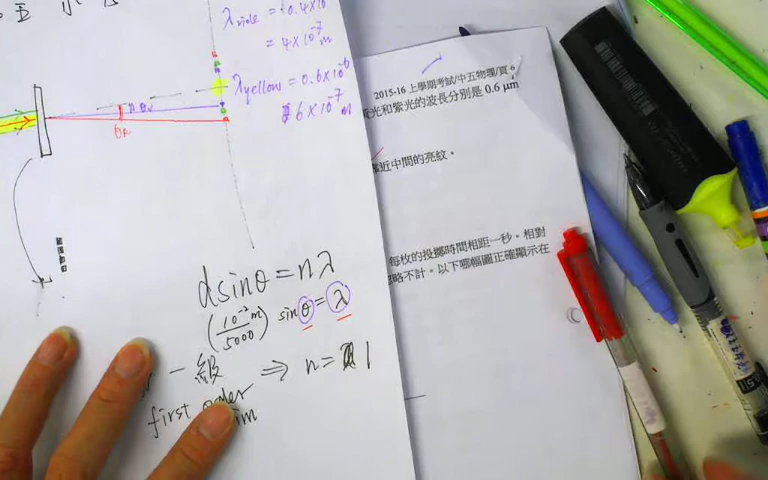 λviole = 0.4×10
= 4×10⁻⁷ m
λyellow = 0.6×10⁻⁶
6×10⁻⁷ m
θR
d sinθ = nλ
(10⁻²m/5000) sinθ = λ
一級 ⇒ n = 1
first order
2015-16 上學期考試/中五物理/頁 6
光和紫光的波長分別是 0.6 μm
近中間的亮紋。
每枚的投擲時間相距一秒。相對
略不計。以下哪幅圖正確顯示在